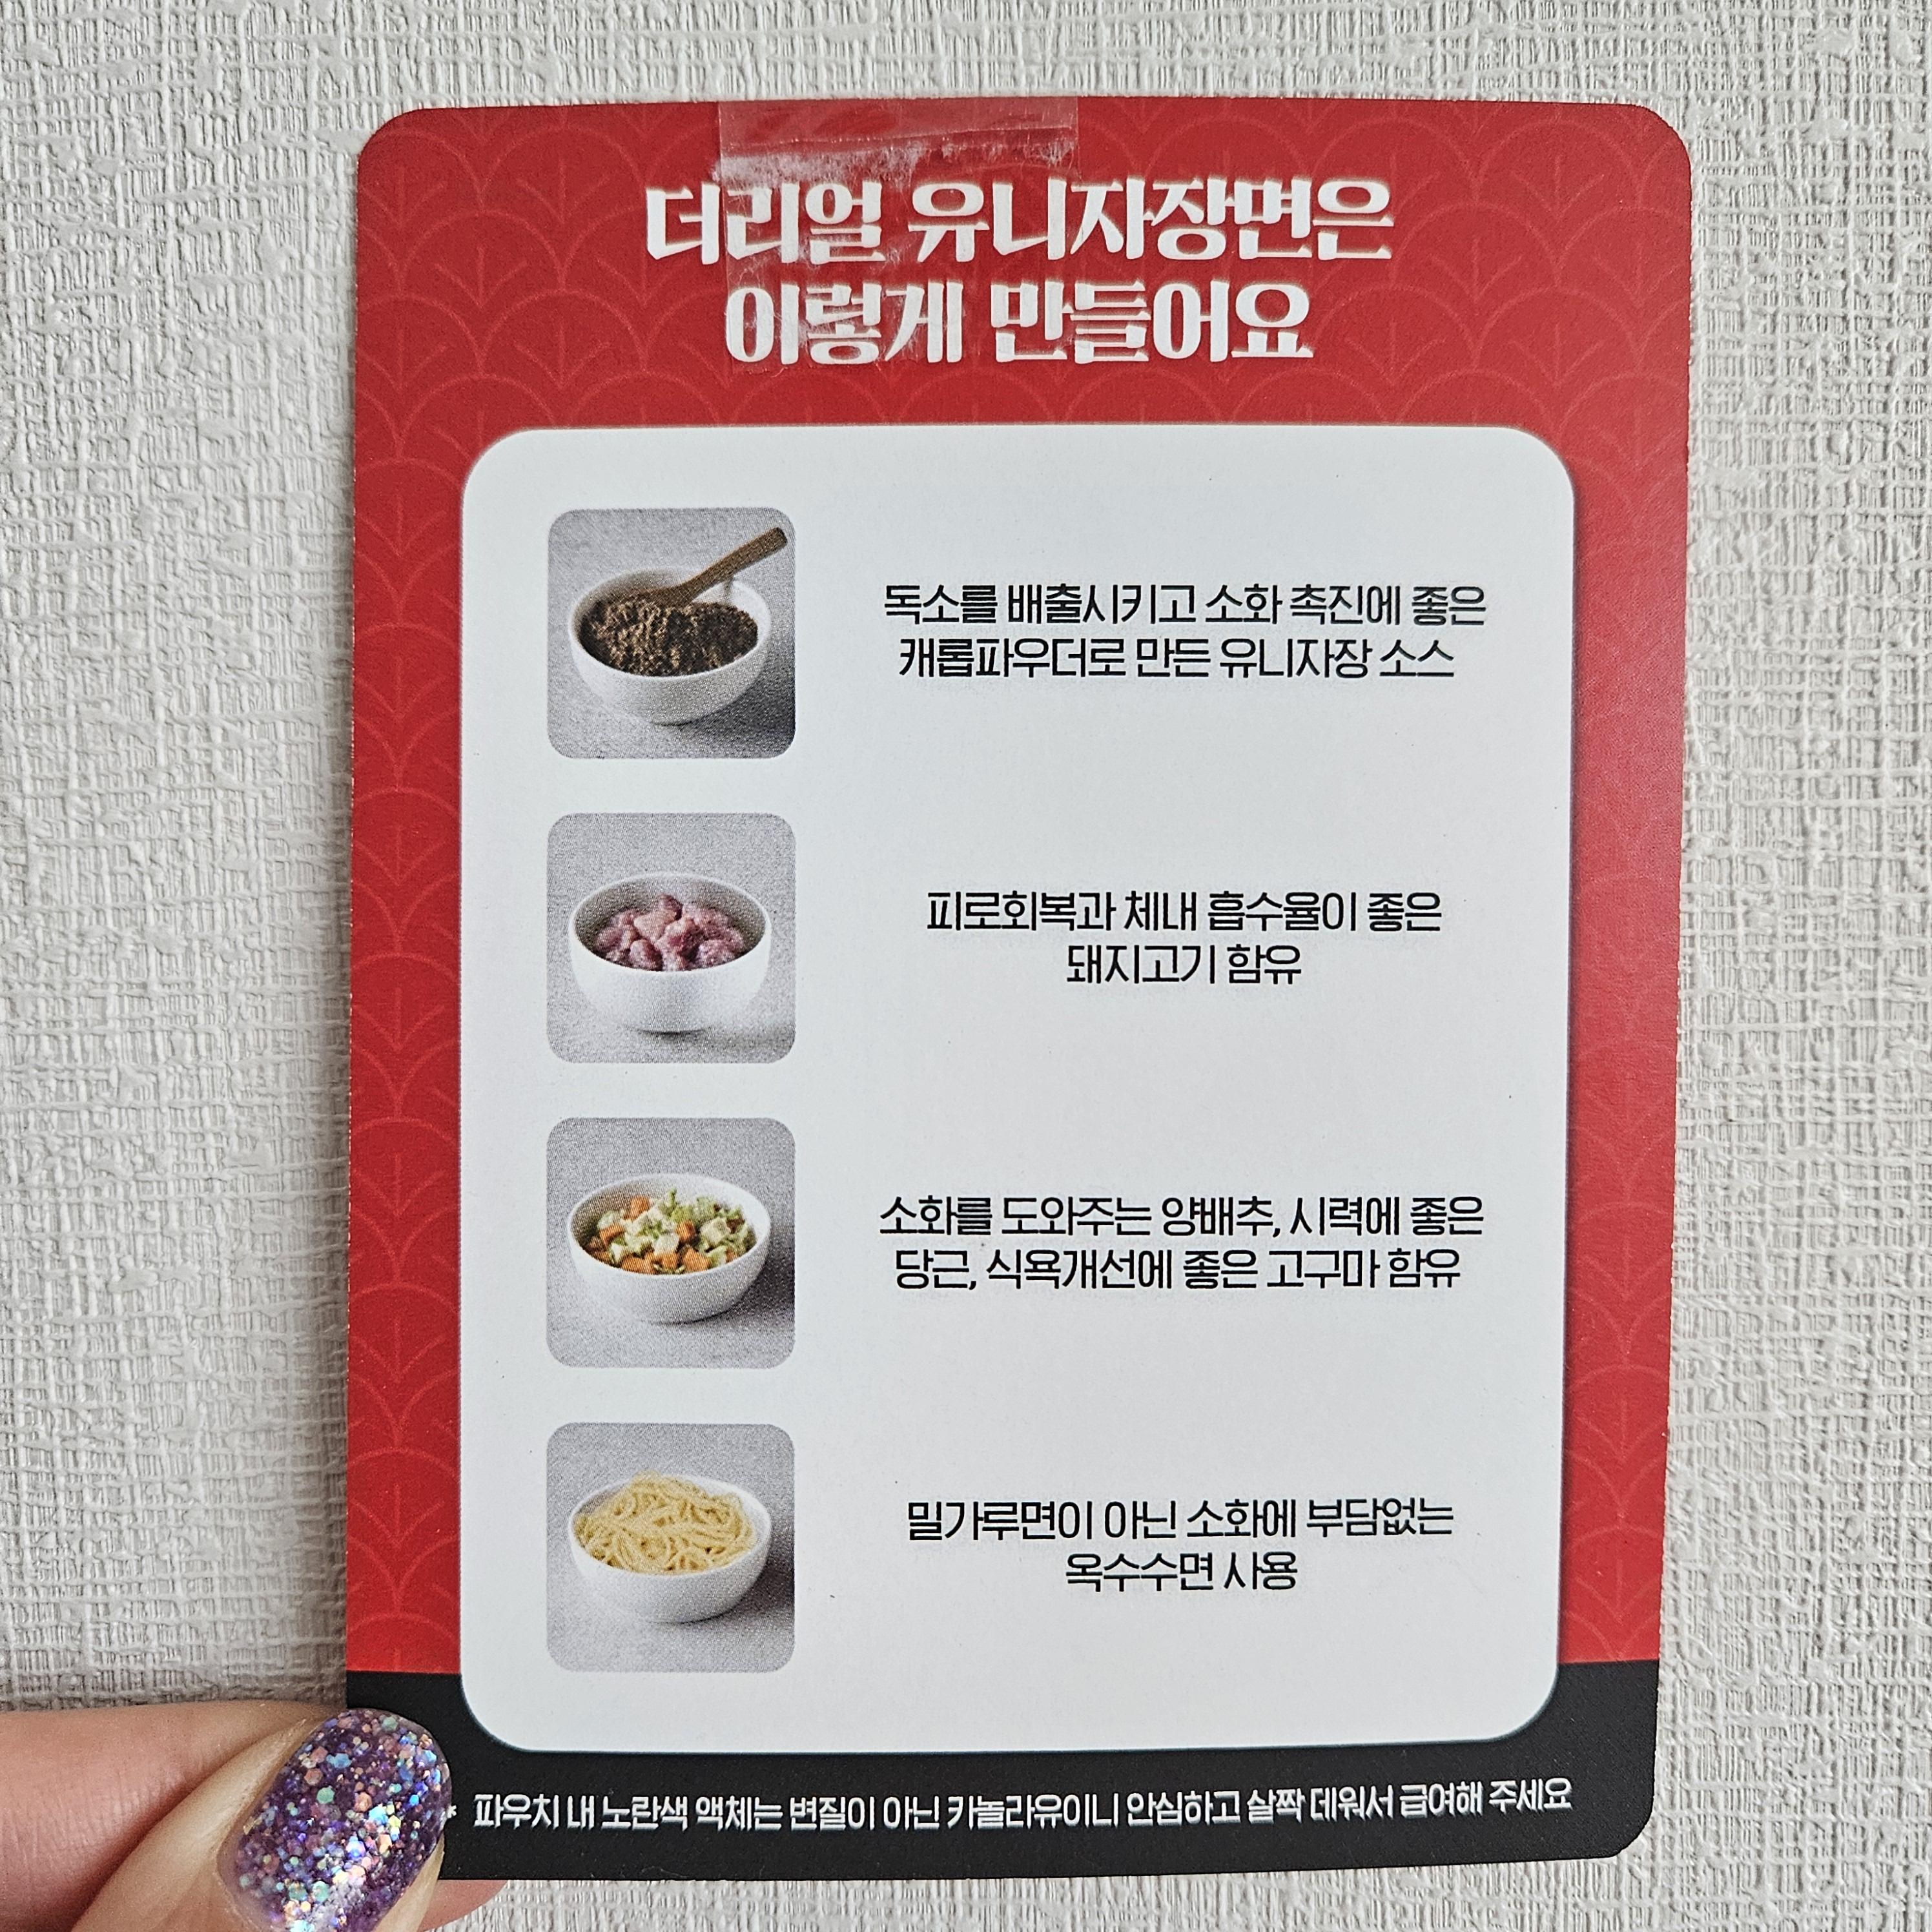 더리얼 유니자장면은
이렇게 만들어요
독소를 배출시키고 소화 촉진에 좋은
캐롭파우더로 만든 유니자장 소스
피로회복과 체내 흡수율이 좋은
돼지고기 함유
소화를 도와주는 양배추, 시력에 좋은
당근, 식욕개선에 좋은 고구마 함유
밀가루면이 아닌 소화에 부담없는
옥수수면 사용
* 파우치 내 노란색 액체는 변질이 아닌 카놀라유이니 안심하고 살짝 데워서 급여해 주세요